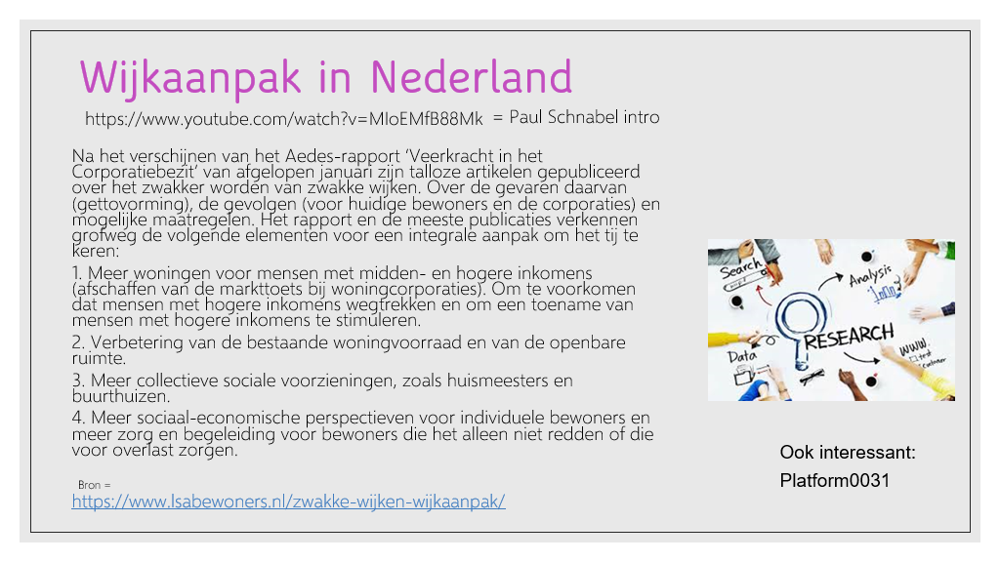 Wijkaanpak in Nederland
https://www.youtube.com/watch?v=MIoEMfB88Mk = Paul Schnabel intro
Na het verschijnen van het Aedes-rapport ‘Veerkracht in het
Corporatiebezit’ van afgelopen januari zijn talloze artikelen gepubliceerd
over het zwakker worden van zwakke wijken. Over de gevaren daarvan
(gettovorming), de gevolgen (voor huidige bewoners en de corporaties) en
mogelijke maatregelen. Het rapport en de meeste publicaties verkennen
grofweg de volgende elementen voor een integrale aanpak om het tij te
keren:
1. Meer woningen voor mensen met midden- en hogere inkomens
(afschaffen van de markttoets bij woningcorporaties). Om te voorkomen
dat mensen met hogere inkomens wegtrekken en om een toename van
mensen met hogere inkomens te stimuleren.
2. Verbetering van de bestaande woningvoorraad en van de openbare
ruimte.
3. Meer collectieve sociale voorzieningen, zoals huismeesters en
buurthuizen.
4. Meer sociaal-economische perspectieven voor individuele bewoners en
meer zorg en begeleiding voor bewoners die het alleen niet redden of die
voor overlast zorgen.
Bron =
https://www.lsabewoners.nl/zwakke-wijken-wijkaanpak/
Search
Analysis
RESEARCH
Data
WWW.
Ook interessant:
Platform0031